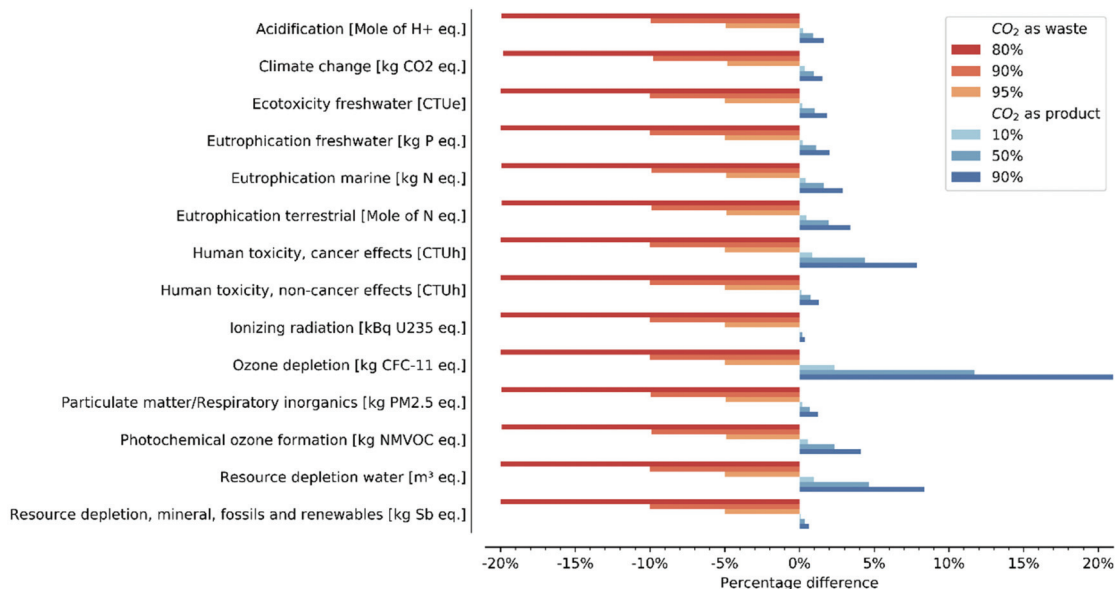 Acidification [Mole of H+ eq.]
Climate change [kg CO2 eq.]
Ecotoxicity freshwater [CTUe]
Eutrophication freshwater [kg P eq.]
Eutrophication marine [kg N eq.]
Eutrophication terrestrial [Mole of N eq.]
Human toxicity, cancer effects [CTUh]
Human toxicity, non-cancer effects [CTUh]
Ionizing radiation [kBq U235 eq.]
Ozone depletion [kg CFC-11 eq.]
Particulate matter/Respiratory inorganics [kg PM2.5 eq.]
Photochemical ozone formation [kg NMVOC eq.]
Resource depletion water [m³ eq.]
Resource depletion, mineral, fossils and renewables [kg Sb eq.]
CO₂ as waste
80%
90%
95%
CO₂ as product
10%
50%
90%
-20% -15% -10% -5% 0% 5% 10% 15% 20%
Percentage difference